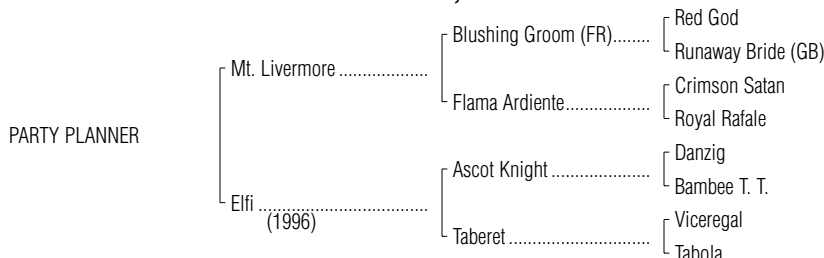 Red God
Blushing Groom (FR)........
Runaway Bride (GB)
Mt. Livermore ...................
Crimson Satan
Flama Ardiente..................
Royal Rafale
PARTY PLANNER
Danzig
Ascot Knight .....................
Bambee T. T.
Elfi ....................................
(1996)
Viceregal
Taberet ..............................
Tabola